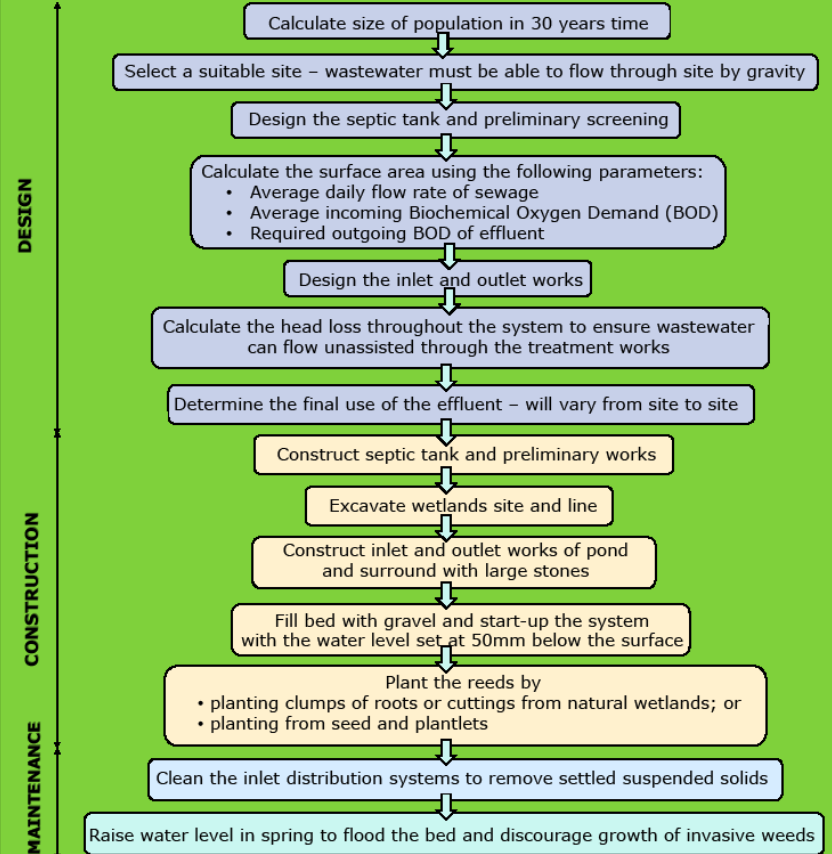 Calculate size of population in 30 years time
Select a suitable site – wastewater must be able to flow through site by gravity
Design the septic tank and preliminary screening
Calculate the surface area using the following parameters:
• Average daily flow rate of sewage
• Average incoming Biochemical Oxygen Demand (BOD)
• Required outgoing BOD of effluent
Design the inlet and outlet works
Calculate the head loss throughout the system to ensure wastewater
can flow unassisted through the treatment works
Determine the final use of the effluent – will vary from site to site
DESIGN
Construct septic tank and preliminary works
Excavate wetlands site and line
Construct inlet and outlet works of pond
and surround with large stones
Fill bed with gravel and start-up the system
with the water level set at 50mm below the surface
Plant the reeds by
• planting clumps of roots or cuttings from natural wetlands; or
• planting from seed and plantlets
CONSTRUCTION
Clean the inlet distribution systems to remove settled suspended solids
Raise water level in spring to flood the bed and discourage growth of invasive weeds
MAINTENANCE